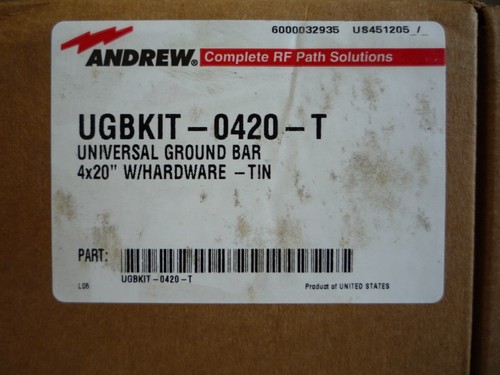 6000032935 US451205_/_
ANDREW® Complete RF Path Solutions
UGBKIT-0420-T
UNIVERSAL GROUND BAR
4x20" W/HARDWARE -TIN
PART:
UGBKIT-0420-T
LGB Product of UNITED STATES